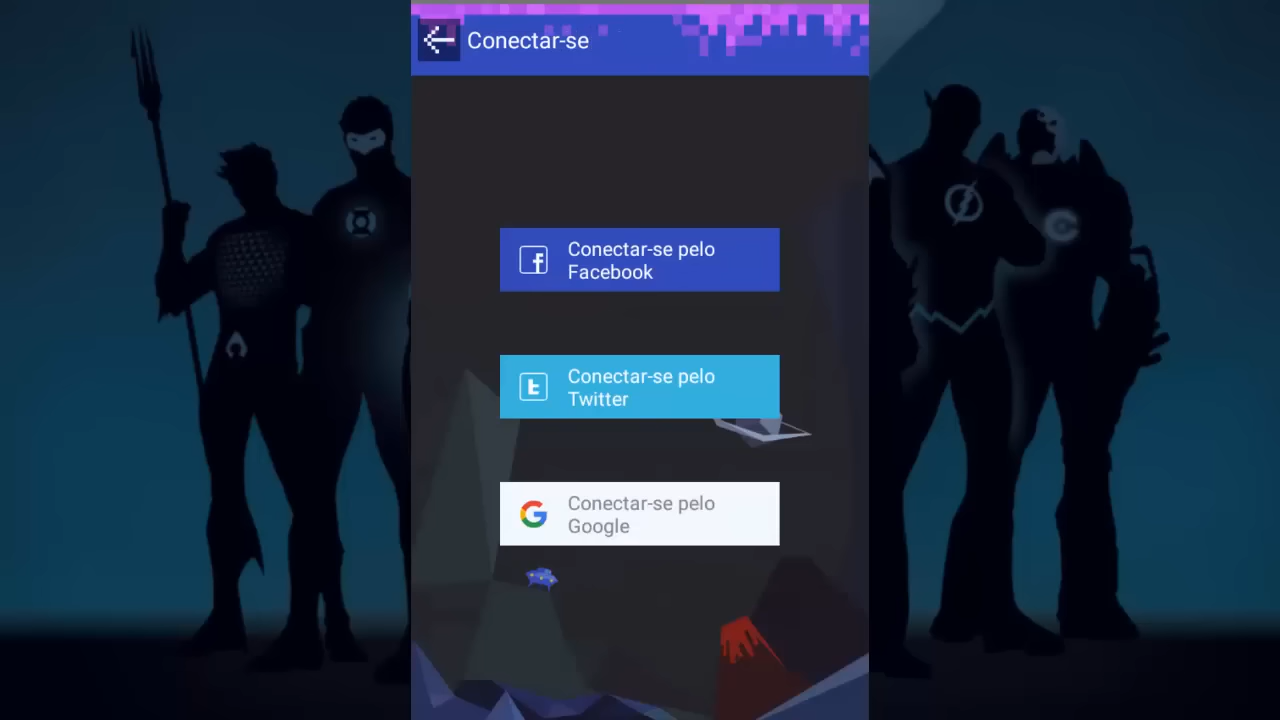 Conectar-se
Conectar-se pelo
Facebook
Conectar-se pelo
Twitter
Conectar-se pelo
Google